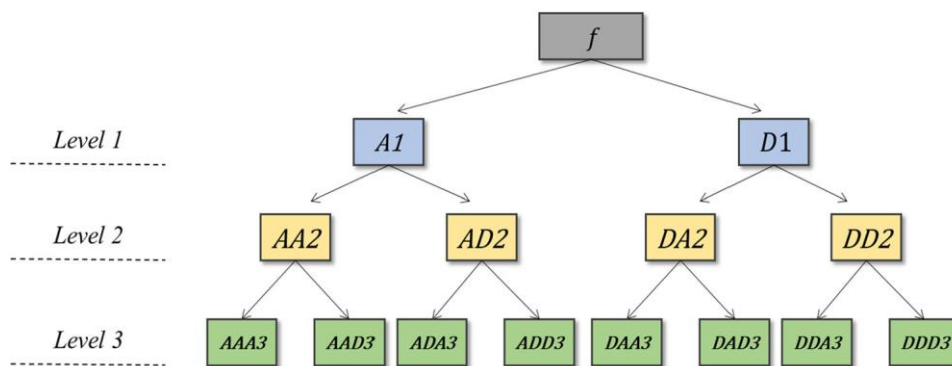 f
Level 1
A1
D1
Level 2
AA2
AD2
DA2
DD2
Level 3
AAA3
AAD3
ADA3
ADD3
DAA3
DAD3
DDA3
DDD3